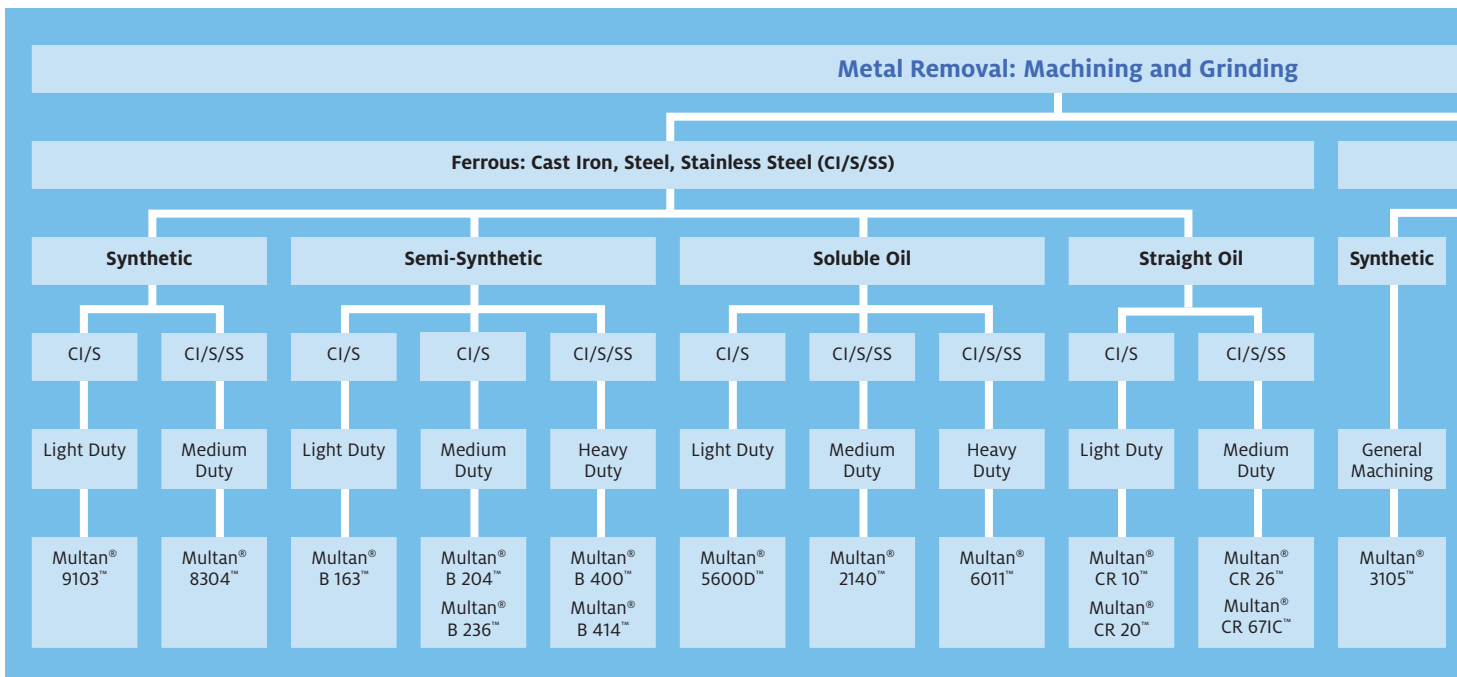 Metal Removal: Machining and Grinding
Ferrous: Cast Iron, Steel, Stainless Steel (CI/S/SS)
Synthetic
Semi-Synthetic
Soluble Oil
Straight Oil
Synthetic
CI/S
CI/S/SS
CI/S
CI/S
CI/S/SS
CI/S
CI/S/SS
CI/S/SS
CI/S
CI/S/SS
Light Duty
Medium
Duty
Light Duty
Medium
Duty
Heavy
Duty
Light Duty
Medium
Duty
Heavy
Duty
Light Duty
Medium
Duty
General
Machining
Multan®
9103™
Multan®
8304™
Multan®
B 163™
Multan®
B 204™
Multan®
B 236™
Multan®
B 400™
Multan®
B 414™
Multan®
5600D™
Multan®
2140™
Multan®
6011™
Multan®
CR 10™
Multan®
CR 20™
Multan®
CR 26™
Multan®
CR 67IC™
Multan®
3105™